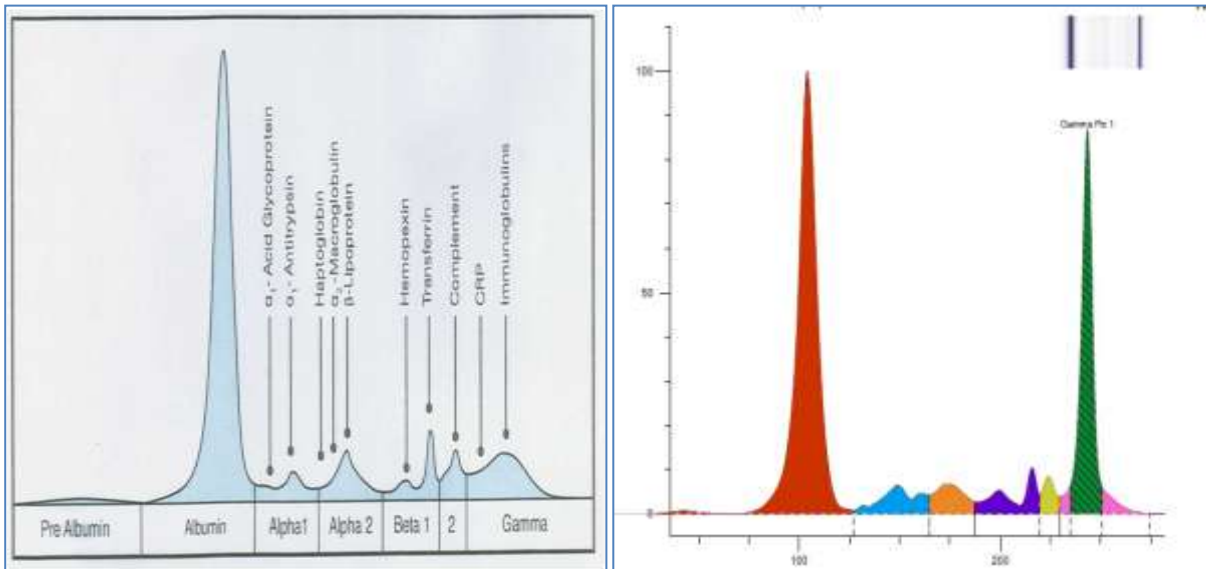 α₁- Acid Glycoprotein
α₁- Antitrypsin
Haptoglobin
α₂-Macroglobulin
β-Lipoprotein
Hemopexin
Transferrin
Complement
CRP
Immunoglobulins
Pre Albumin
Albumin
Alpha1
Alpha 2
Beta 1
2
Gamma
100
50
0
Gamma Pic 1
100
200